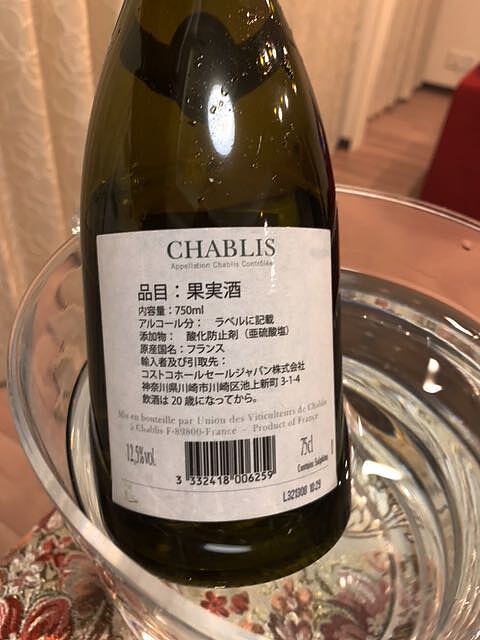 CHABLIS
Appellation Chablis Contrôlée
品目：果実酒
内容量：750ml
アルコール分： ラベルに記載
添加物： 酸化防止剤（亜硫酸塩）
原産国名：フランス
輸入者及び引取先：
コストコホールセールジャパン株式会社
神奈川県川崎市川崎区池上新町 3-1-4
飲酒は 20 歳になってから。
Mis en bouteille par Union des Viticulteurs de Chablis
à Chablis F-89800-France - Product of France
12,5% vol.
75cl
Contains Sulphites
3 332418 006259
L321908 10:29